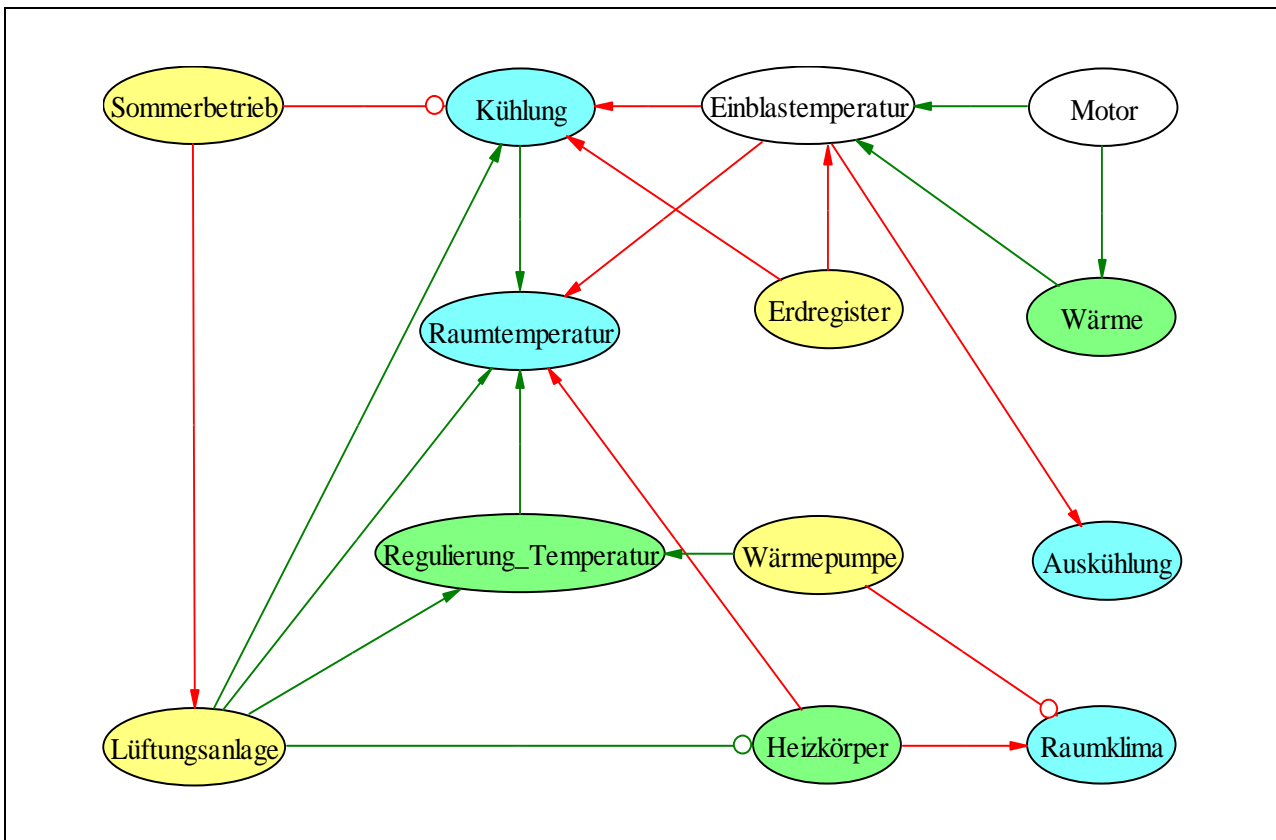 Sommerbetrieb
Kühlung
Einblastemperatur
Motor
Raumtemperatur
Erdregister
Wärme
Regulierung_Temperatur
Wärmepumpe
Auskühlung
Lüftungsanlage
Heizkörper
Raumklima